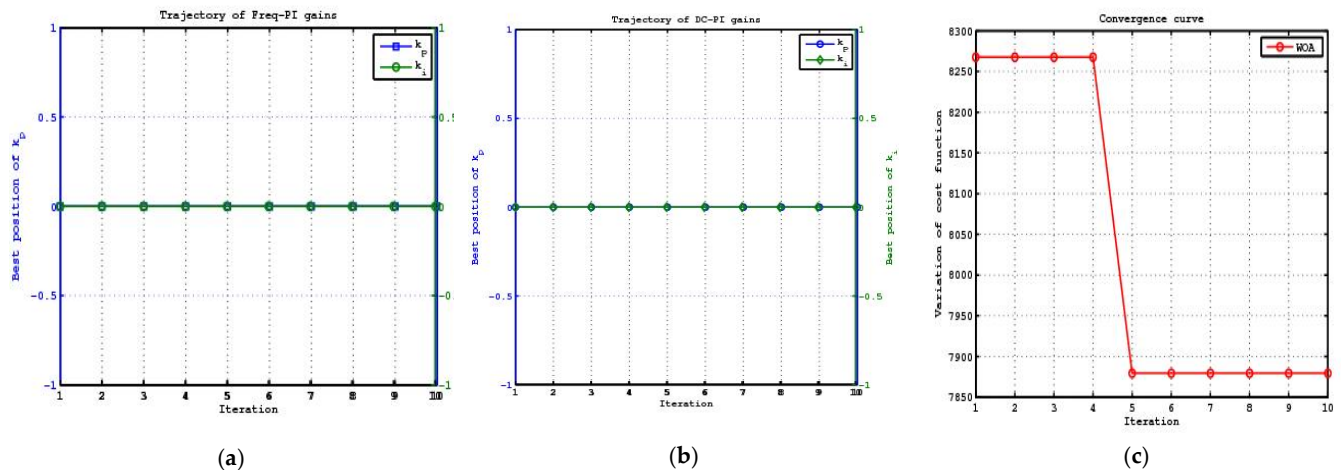 Trajectory of Freq-PI gains
k_p
k_i
1
0.5
0
-0.5
-1
Best position of k_p
1
0.5
0
-0
-1
1 2 3 4 5 6 7 8 9 10
Iteration
(a)
Trajectory of DC-PI gains
k_p
k_i
1
0.5
0
-0.5
-1
Best position of k_p
1
0.5
0
-0.5
-1
Best position of k_i
1 2 3 4 5 6 7 8 9 10
Iteration
(b)
Convergence curve
WOA
8300
8250
8200
8150
8100
8050
8000
7950
7900
7850
Variation of cost function
1 2 3 4 5 6 7 8 9 10
Iteration
(c)